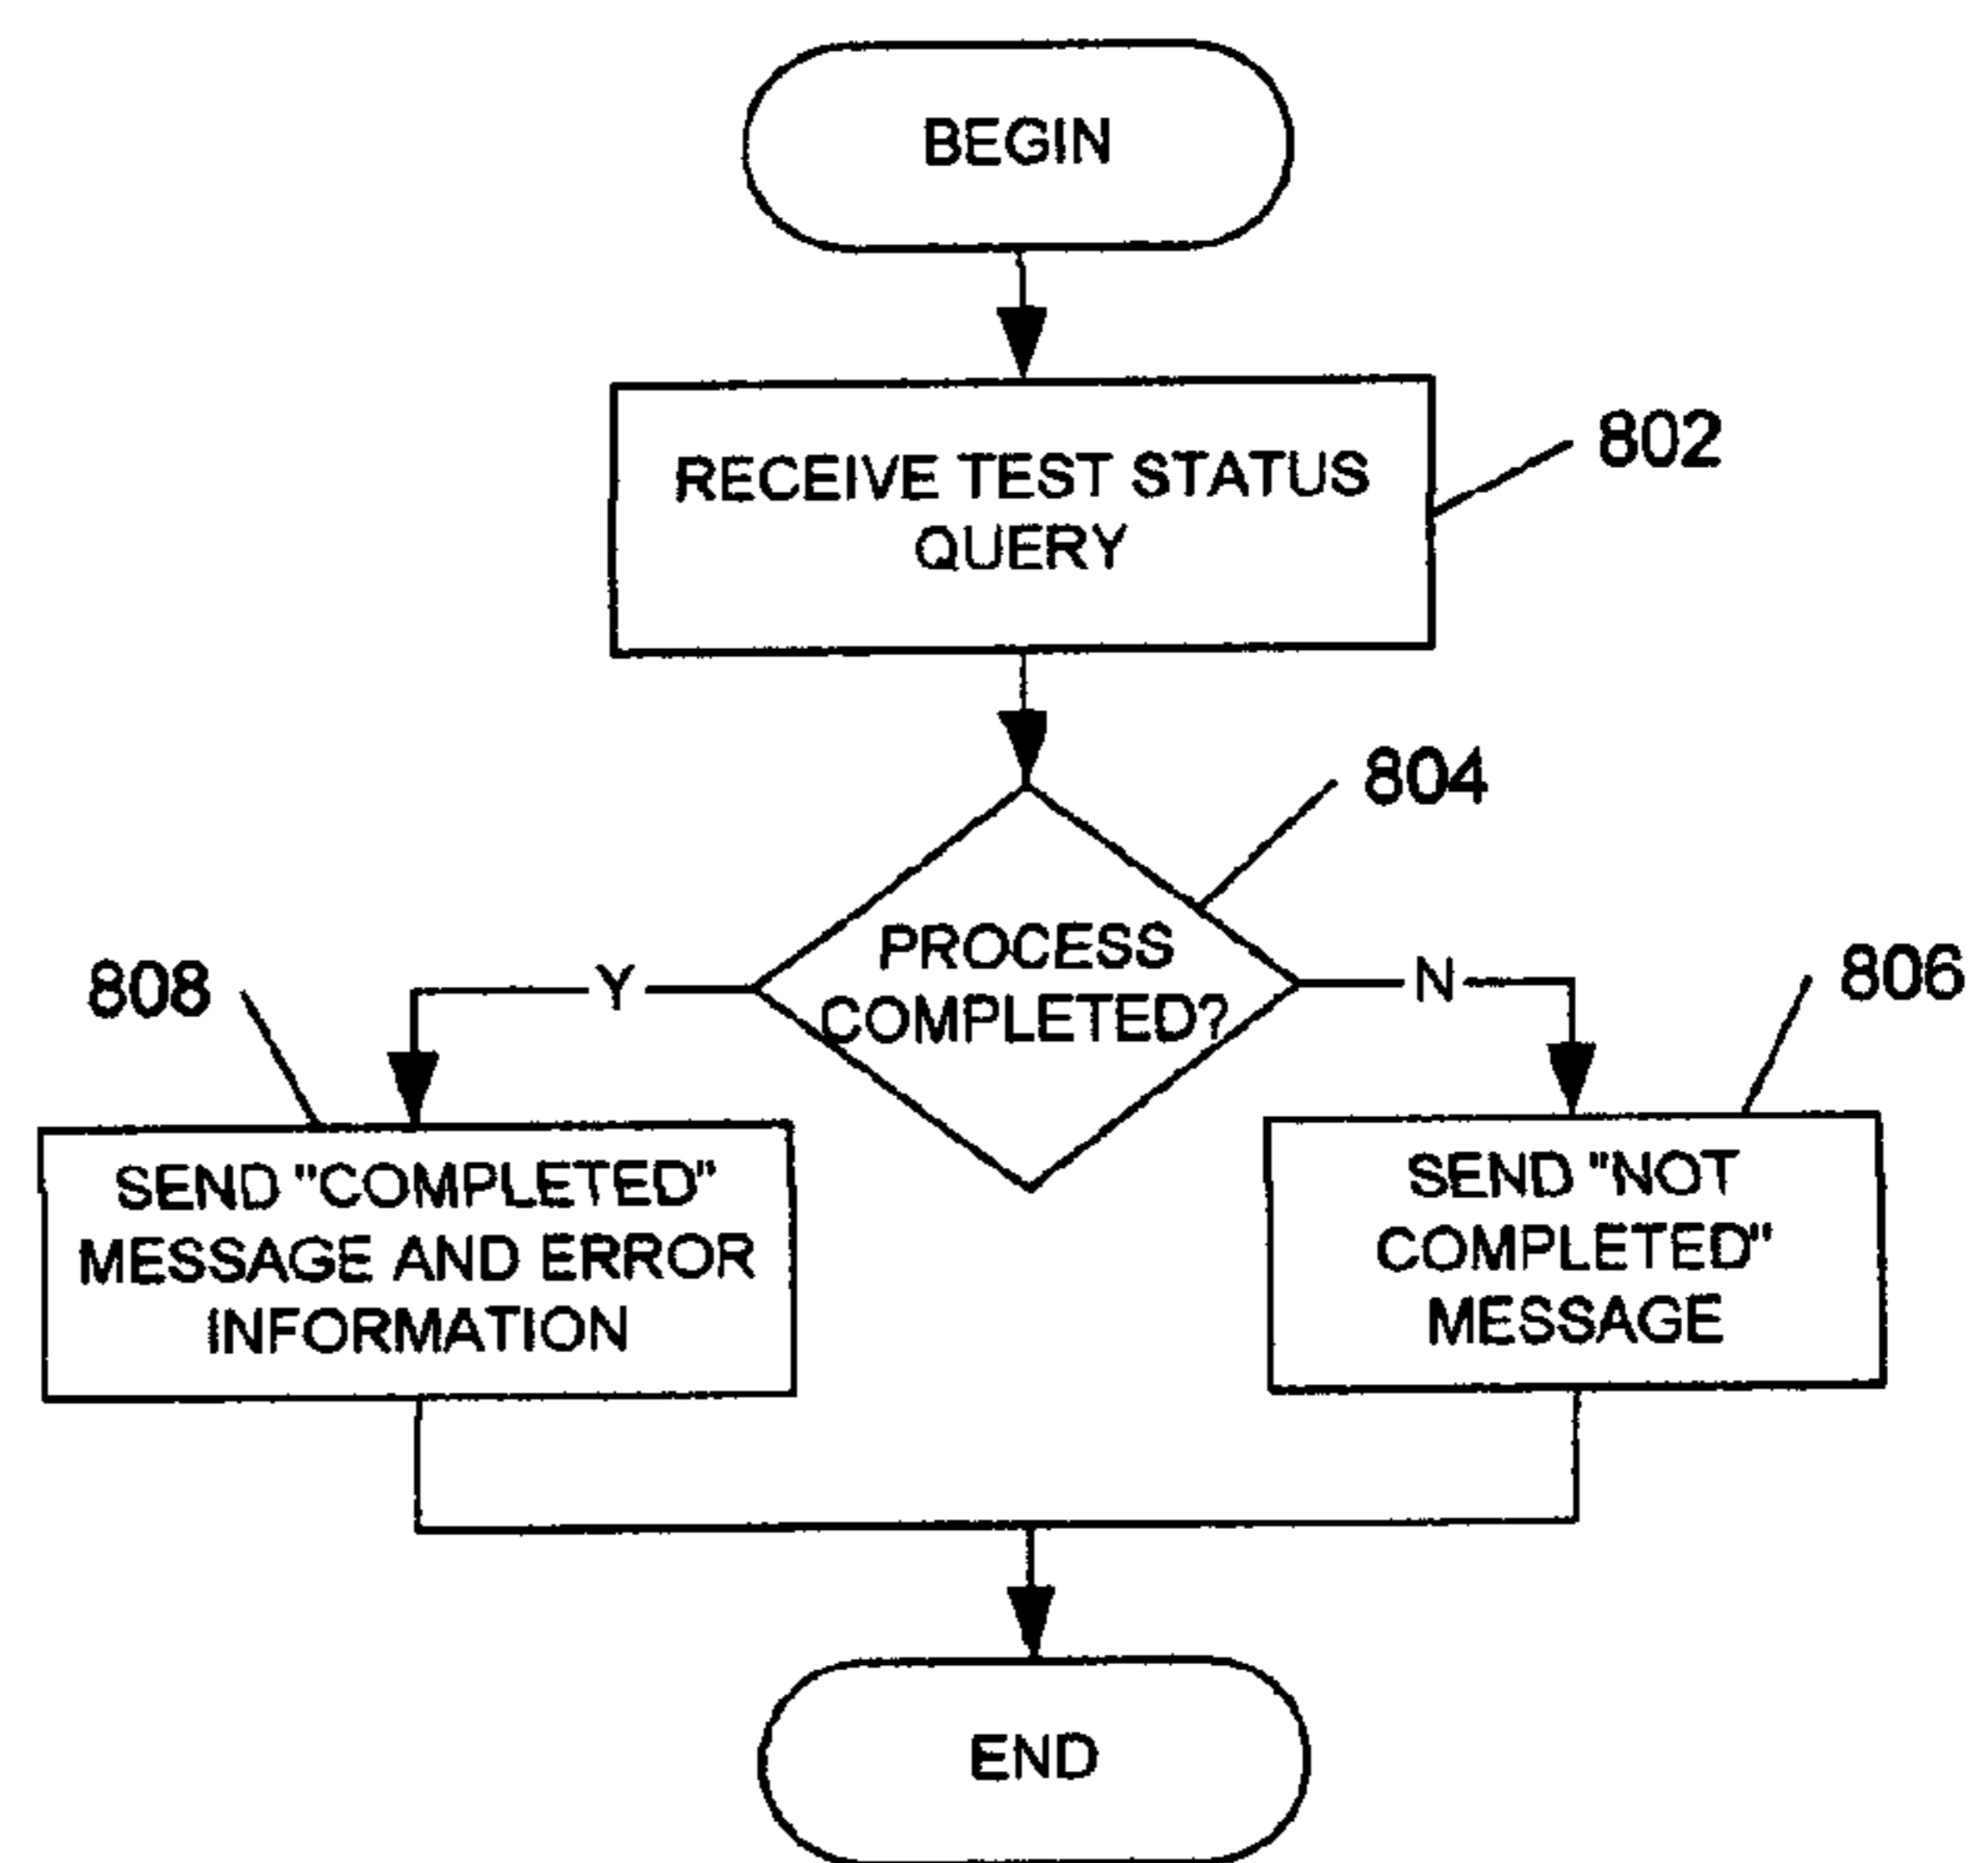 BEGIN
RECEIVE TEST STATUS
QUERY
802
804
PROCESS
COMPLETED?
Y
N
808
806
SEND "COMPLETED"
MESSAGE AND ERROR
INFORMATION
SEND "NOT
COMPLETED"
MESSAGE
END